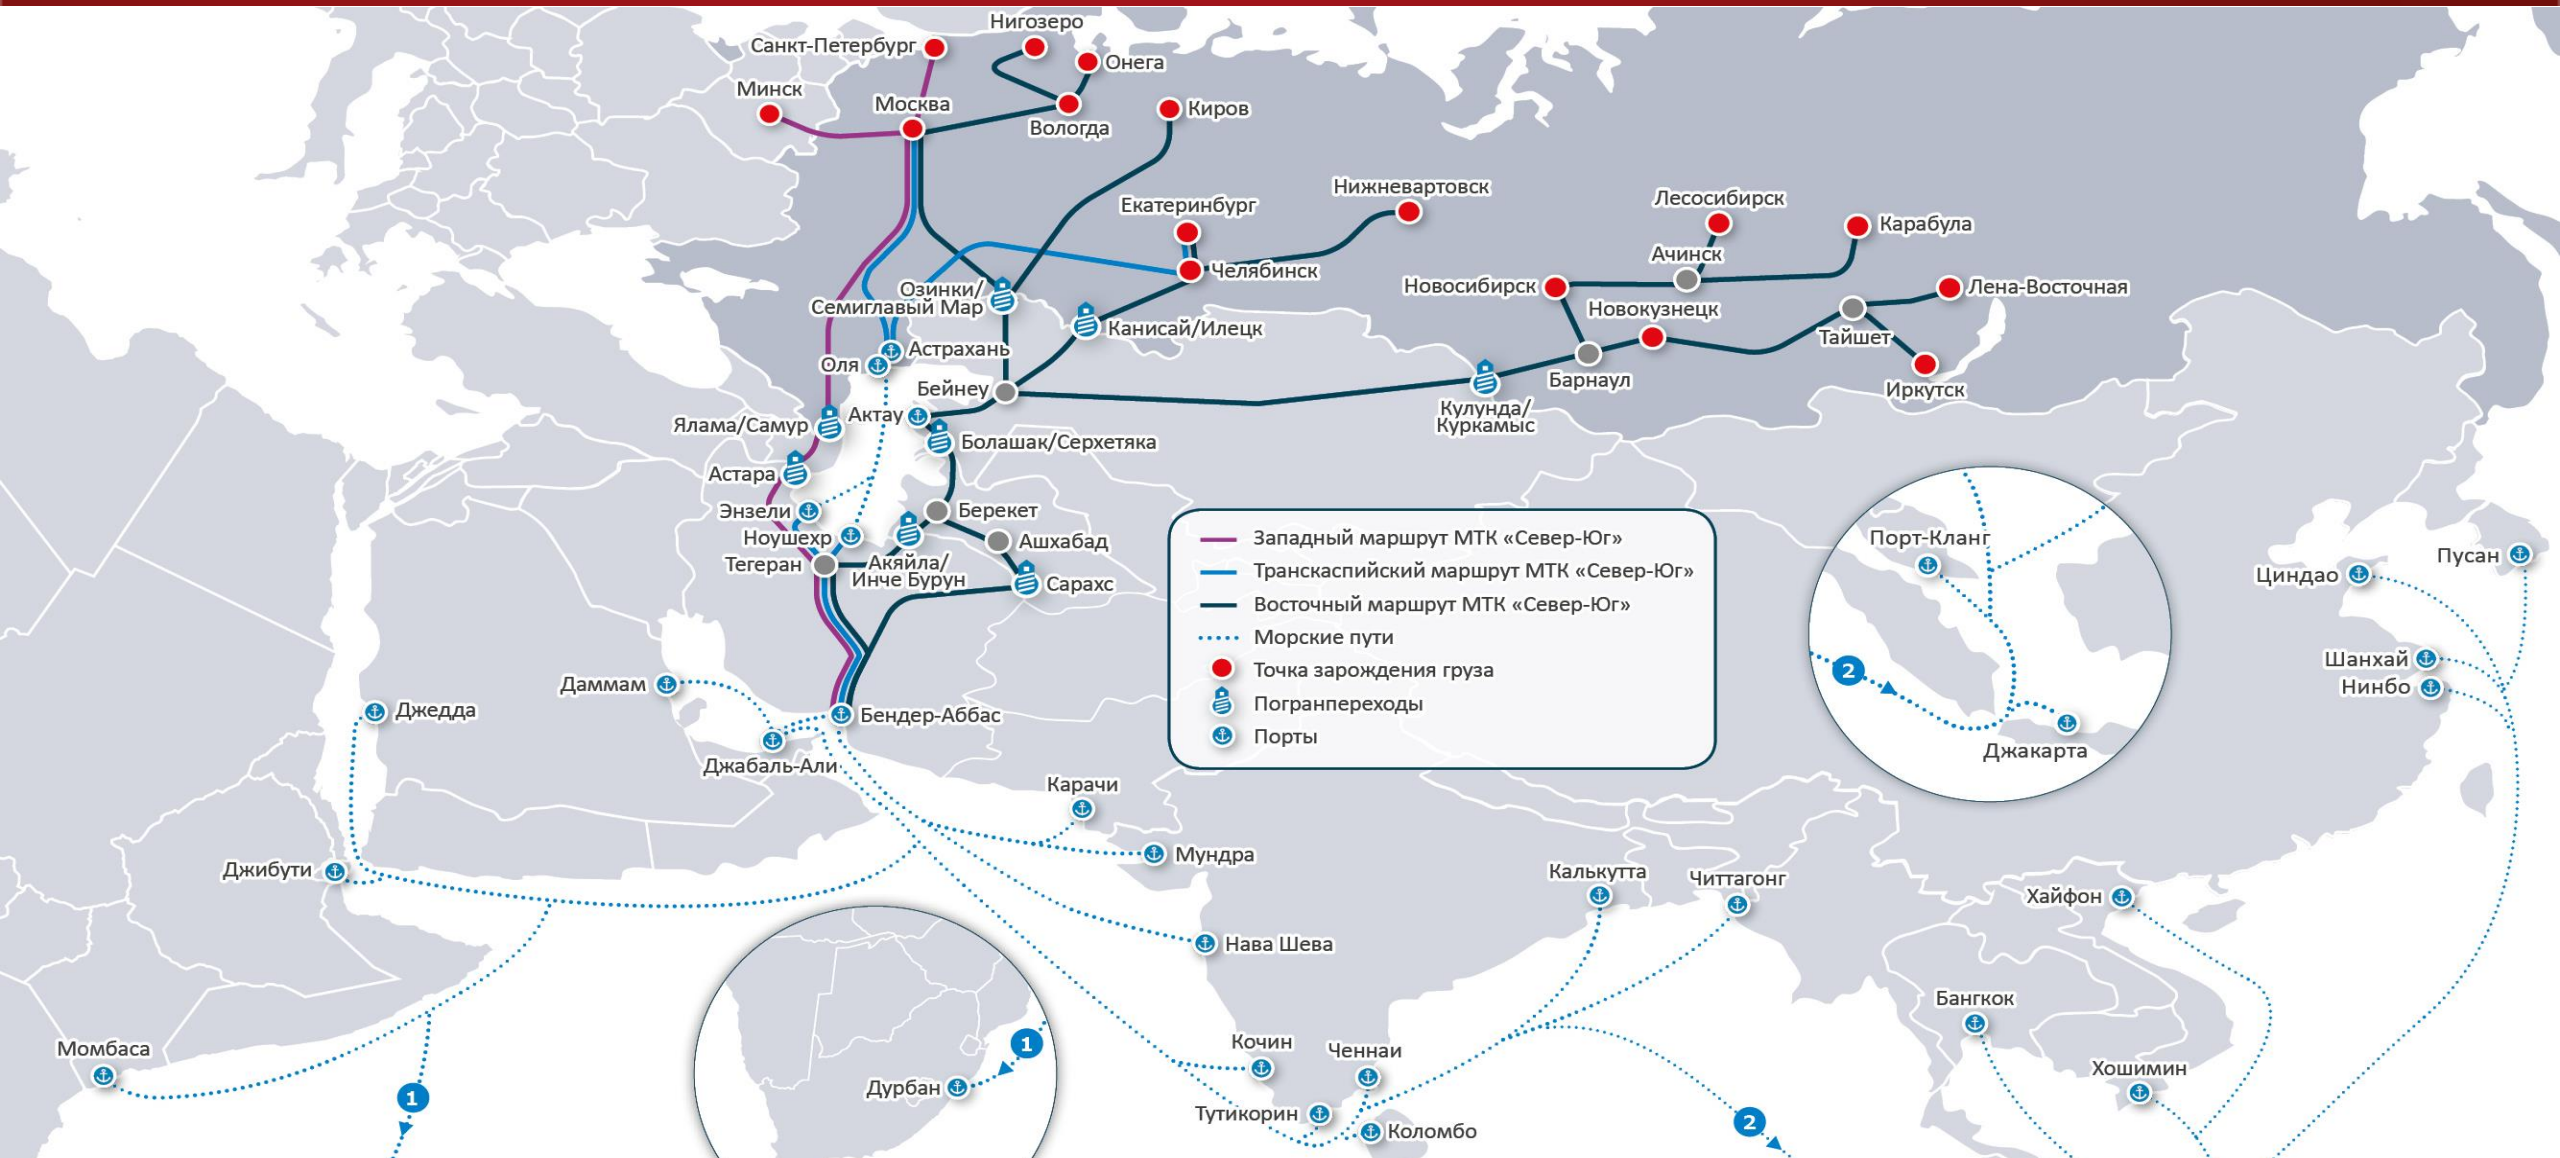 Нигозеро
Санкт-Петербург
Онега
Минск
Москва
Киров
Вологда
Нижневартовск
Екатеринбург
Лесосибирск
Карабула
Ачинск
Челябинск
Новосибирск
Лена-Восточная
Озинки/
Семиглавый Мар
Новокузнецк
Канисай/Илецк
Тайшет
Астрахань
Оля
Барнаул
Бейнеу
Иркутск
Кулунда/
Куркамыс
Актау
Ялама/Самур
Болашак/Серхетяка
Астара
Энзели
Берекет
Ноушехр
Ашхабад
Тегеран
Акяйла/
Инче Бурун
Сарахс
Западный маршрут МТК «Север-Юг»
Транскаспийский маршрут МТК «Север-Юг»
Восточный маршрут МТК «Север-Юг»
Морские пути
Точка зарождения груза
Погранпереходы
Порты
Порт-Кланг
2
Джакарта
Пусан
Циндао
Шанхай
Нинбо
Даммам
Джедда
Бендер-Аббас
Джабаль-Али
Карачи
Мундра
Джибути
Калькутта
Читтагонг
Хайфон
Нава Шева
Бангкок
Кочин
Ченнаи
Момбаса
1
Дурбан
1
Хошимин
Тутикорин
Коломбо
2